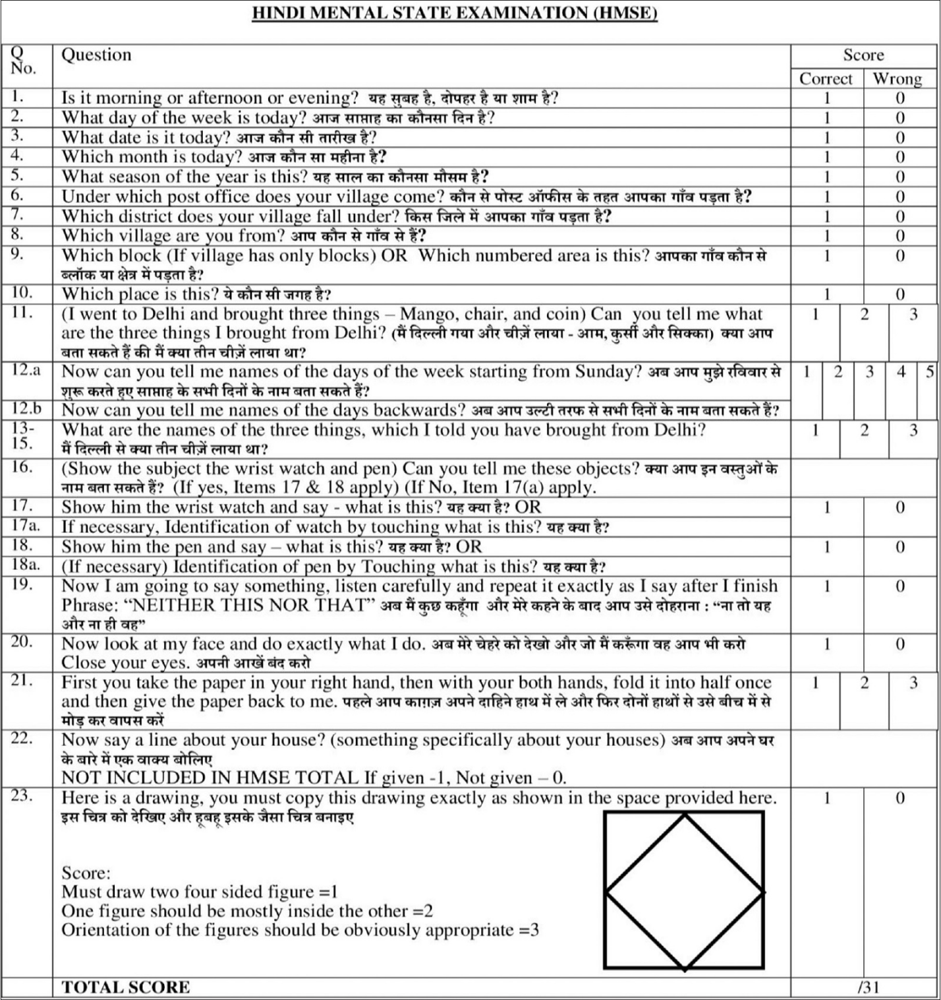 HINDI MENTAL STATE EXAMINATION (HMSE)
Q No. Question Score
Correct Wrong
1. Is it morning or afternoon or evening? यह सुबह है, दोपहर है या शाम है? 1 0
2. What day of the week is today? आज साप्ताह का कौनसा दिन है? 1 0
3. What date is it today? आज कौन सी तारीख है? 1 0
4. Which month is today? आज कौन सा महीना है? 1 0
5. What season of the year is this? यह साल का कौनसा मौसम है? 1 0
6. Under which post office does your village come? कौन से पोस्ट ऑफीस के तहत आपका गाँव पड़ता है? 1 0
7. Which district does your village fall under? किस जिले में आपका गाँव पड़ता है? 1 0
8. Which village are you from? आप कौन से गाँव से हैं? 1 0
9. Which block (If village has only blocks) OR Which numbered area is this? आपका गाँव कौन से 1 0
ब्लॉक या क्षेत्र में पड़ता है?
10. Which place is this? ये कौन सी जगह है? 1 0
11. (I went to Delhi and brought three things – Mango, chair, and coin) Can you tell me what 1 2 3
are the three things I brought from Delhi? (मैं दिल्ली गया और चीज़ें लाया - आम, कुर्सी और सिक्का) क्या आप
बता सकते हैं की मैं क्या तीन चीज़ें लाया था?
12.a Now can you tell me names of the days of the week starting from Sunday? अब आप मुझे रविवार से 1 2 3 4 5
शुरू करते हुए साप्ताह के सभी दिनों के नाम बता सकते हैं?
12.b Now can you tell me names of the days backwards? अब आप उल्टी तरफ से सभी दिनों के नाम बता सकते हैं?
13- What are the names of the three things, which I told you have brought from Delhi? 1 2 3
15. मैं दिल्ली से क्या तीन चीज़ें लाया था?
16. (Show the subject the wrist watch and pen) Can you tell me these objects? क्या आप इन वस्तुओं के
नाम बता सकते हैं? (If yes, Items 17 & 18 apply) (If No, Item 17(a) apply.
17. Show him the wrist watch and say - what is this? यह क्या है? OR 1 0
17a. If necessary, Identification of watch by touching what is this? यह क्या है?
18. Show him the pen and say – what is this? यह क्या है? OR 1 0
18a. (If necessary) Identification of pen by Touching what is this? यह क्या है?
19. Now I am going to say something, listen carefully and repeat it exactly as I say after I finish 1 0
Phrase: “NEITHER THIS NOR THAT” अब मैं कुछ कहूँगा और मेरे कहने के बाद आप उसे दोहराना : “ना तो यह
और ना ही वह”
20. Now look at my face and do exactly what I do. अब मेरे चेहरे को देखो और जो मैं करूँगा वह आप भी करो 1 0
Close your eyes. अपनी आखें बंद करो
21. First you take the paper in your right hand, then with your both hands, fold it into half once 1 2 3
and then give the paper back to me. पहले आप काग़ज़ अपने दाहिने हाथ में ले और फिर दोनों हाथों से उसे बीच में से
मोड़ कर वापस करें
22. Now say a line about your house? (something specifically about your houses) अब आप अपने घर
के बारे में एक वाक्य बोलिए
NOT INCLUDED IN HMSE TOTAL If given -1, Not given – 0.
23. Here is a drawing, you must copy this drawing exactly as shown in the space provided here. 1 0
इस चित्र को देखिए और हूबहू इसके जैसा चित्र बनाइए
Score:
Must draw two four sided figure =1
One figure should be mostly inside the other =2
Orientation of the figures should be obviously appropriate =3
TOTAL SCORE /31